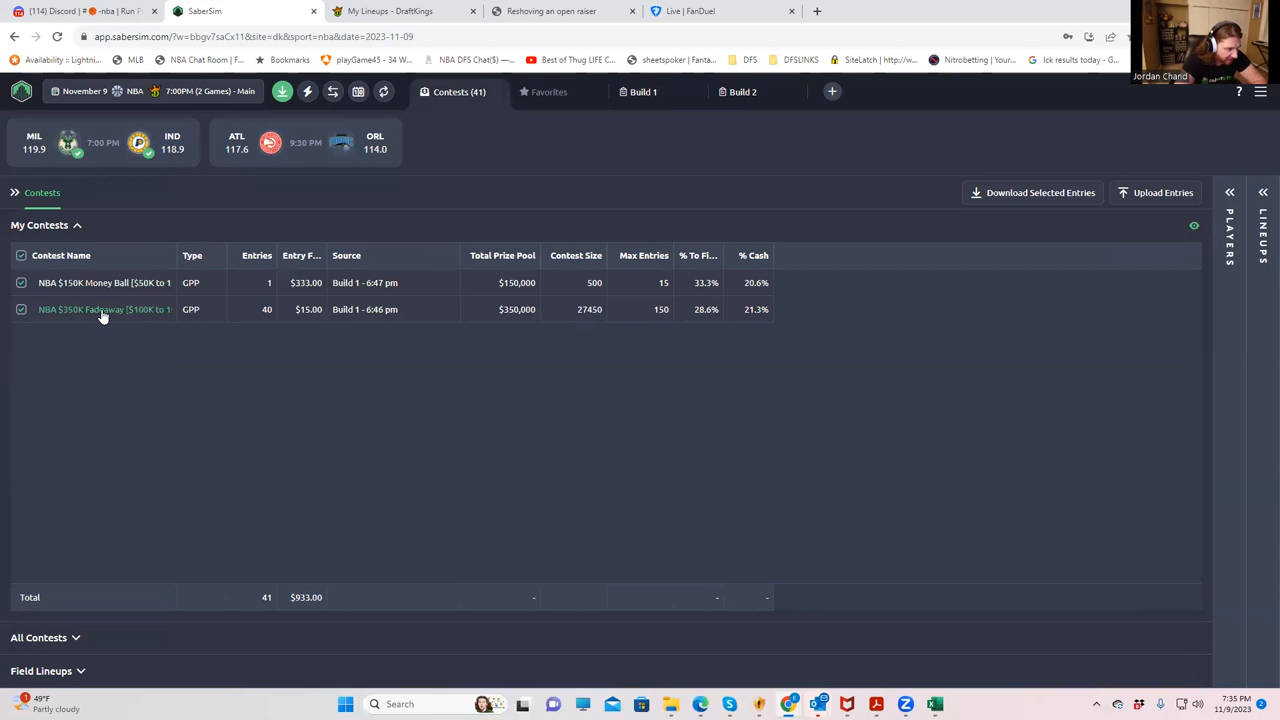 (114) Discord | # -nba | Run P
SaberSim
My Lineups - DraftKings
Reshoving an open raiser
Live | FanDuel
app.sabersim.com/?w=bbgv7saCx11&site=dk&sport=nba&date=2023-11-09
Availability :: Lightni...
MLB
NBA Chat Room | F...
playGame45 - 34 W...
NBA DISH Chat($) -...
Best of Thug LIFE C...
sheetspoker | Fanta...
DFS
DFSLINKS
SiteLatch | http://w...
Nitrobetting | Your...
Ick results today - G...
Jordan Chand
November 9 NBA 7:00PM (2 Games) - Main
Contests (41)
Favorites
Build 1
Build 2
MIL 7:00 PM IND
119.9 118.9
ATL 9:30 PM ORL
117.6 114.0
Contests
Download Selected Entries
Upload Entries
PLAYERS
LINEUPS
My Contests
Contest Name Type Entries Entry F... Source Total Prize Pool Contest Size Max Entries % To Fi... % Cash
NBA $150K Money Ball [$50K to 1 GPP 1 $333.00 Build 1 - 6:47 pm $150,000 500 15 33.3% 20.6%
NBA $350K Fadeaway [$100K to 1 GPP 40 $15.00 Build 1 - 6:46 pm $350,000 27450 150 28.6% 21.3%
Total 41 $933.00 - - -
All Contests
Field Lineups
1
49°F
Partly cloudy
Search
7:35 PM
11/9/2023
2